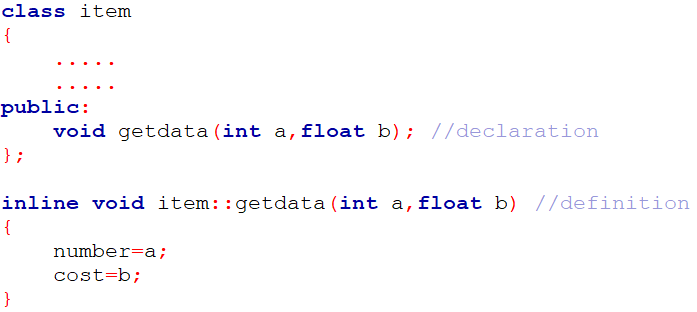 class item
{
    .....
    .....
public:
    void getdata(int a,float b); //declaration
};

inline void item::getdata(int a,float b) //definition
{
    number=a;
    cost=b;
}